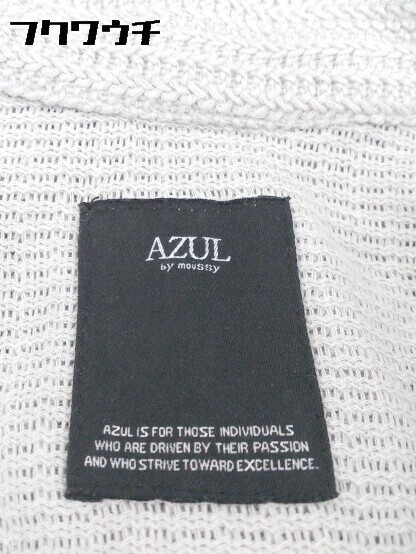 フクワウチ
AZUL
by moussy
AZUL IS FOR THOSE INDIVIDUALS
WHO ARE DRIVEN BY THEIR PASSION
AND WHO STRIVE TOWARD EXCELLENCE.